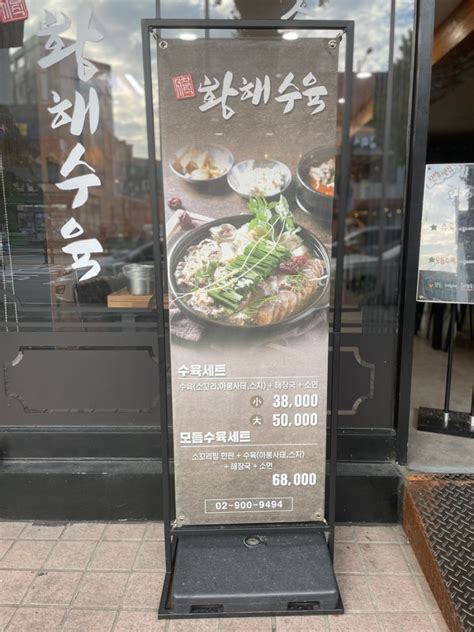 황해수육
황해수육
수육세트
수육(소꼬리,아롱사태,스지) + 해장국 + 소면
小 38,000
大 50,000
모듬수육세트
소꼬리찜 한판 + 수육(아롱사태,스지)
+ 해장국 + 소면
68,000
02-900-9494